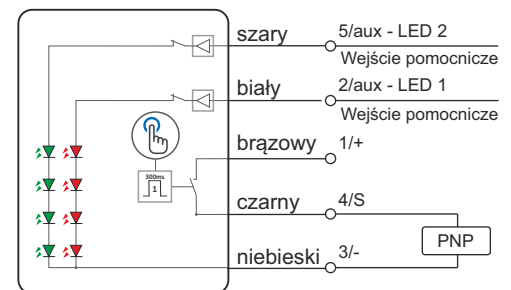 szary 5/aux - LED 2
Wejście pomocnicze
biały 2/aux - LED 1
Wejście pomocnicze
brązowy 1/+
300ms
1
czarny 4/S
PNP
niebieski 3/-